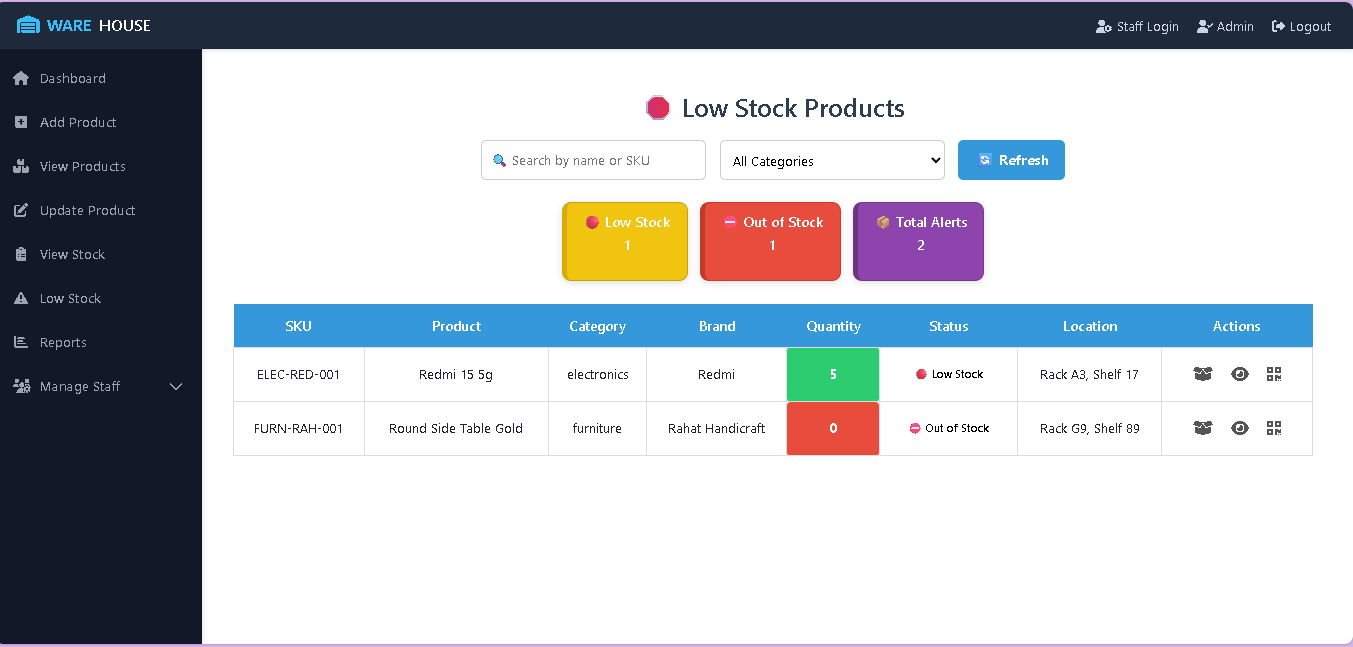 WARE HOUSE
Staff Login Admin Logout
Dashboard
Add Product
View Products
Update Product
View Stock
Low Stock
Reports
Manage Staff
Low Stock Products
Search by name or SKU All Categories Refresh
Low Stock
1
Out of Stock
1
Total Alerts
2
SKU Product Category Brand Quantity Status Location Actions
ELEC-RED-001 Redmi 15 5g electronics Redmi 5 Low Stock Rack A3, Shelf 17
FURN-RAH-001 Round Side Table Gold furniture Rahat Handicraft 0 Out of Stock Rack G9, Shelf 89